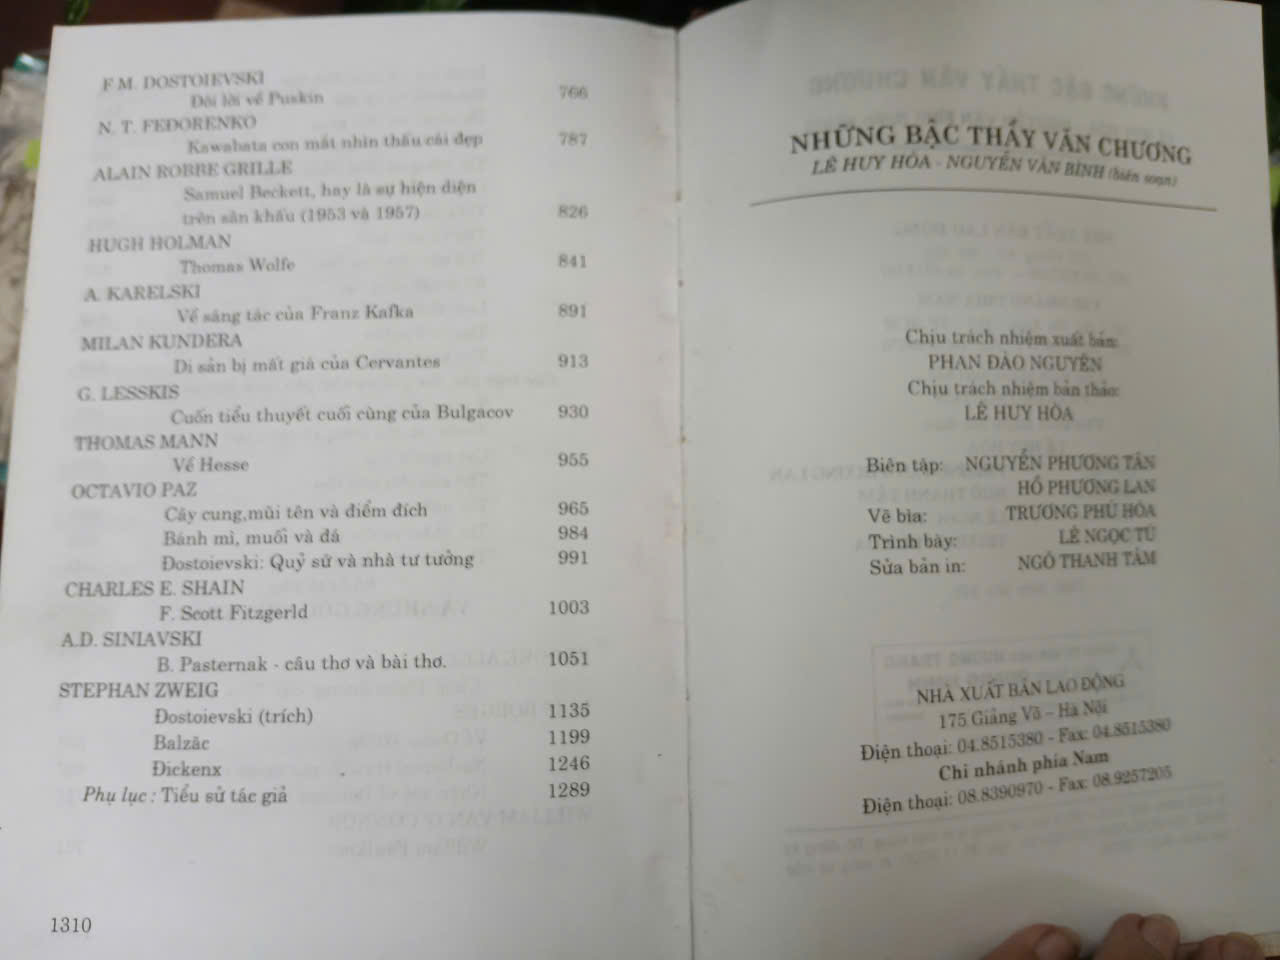 F M. DOSTOIEVSKI
Đôi lời về Puskin 766
N. T. FEDORENKO
Kawabata con mắt nhìn thấu cái đẹp 787
ALAIN ROBBE GRILLE
Samuel Beckett, hay là sự hiện diện
trên sân khấu (1953 và 1957) 826
HUGH HOLMAN
Thomas Wolfe 841
A. KARELSKI
Về sáng tác của Franz Kafka 891
MILAN KUNDERA
Di sản bị mất giá của Cervantes 913
G. LESSKIS
Cuốn tiểu thuyết cuối cùng của Bulgacov 930
THOMAS MANN
Về Hesse 955
OCTAVIO PAZ
Cây cung,mũi tên và điểm đích 965
Bánh mì, muối và đá 984
Đostoievski: Quỷ sứ và nhà tư tưởng 991
CHARLES E. SHAIN
F. Scott Fitzgerld 1003
A.D. SINIAVSKI
B. Pasternak - câu thơ và bài thơ. 1051
STEPHAN ZWEIG
Đostoievski (trích) 1135
Balzăc 1199
Đickenx 1246
Phụ lục : Tiểu sử tác giả 1289
1310
NHỮNG BẬC THẦY VĂN CHƯƠNG
LÊ HUY HÒA - NGUYỄN VĂN BÌNH (biên soạn)
Chịu trách nhiệm xuất bản:
PHAN ĐÀO NGUYÊN
Chịu trách nhiệm bản thảo:
LÊ HUY HÒA
Biên tập: NGUYỄN PHƯƠNG TÂN
HỒ PHƯƠNG LAN
Vẽ bìa: TRƯƠNG PHÚ HÒA
Trình bày: LÊ NGỌC TÚ
Sửa bản in: NGÔ THANH TÂM
NHÀ XUẤT BẢN LAO ĐỘNG
175 Giảng Võ – Hà Nội
Điện thoại: 04.8515380 - Fax: 04.8515380
Chi nhánh phía Nam
Điện thoại: 08.8390970 - Fax: 08.9257205